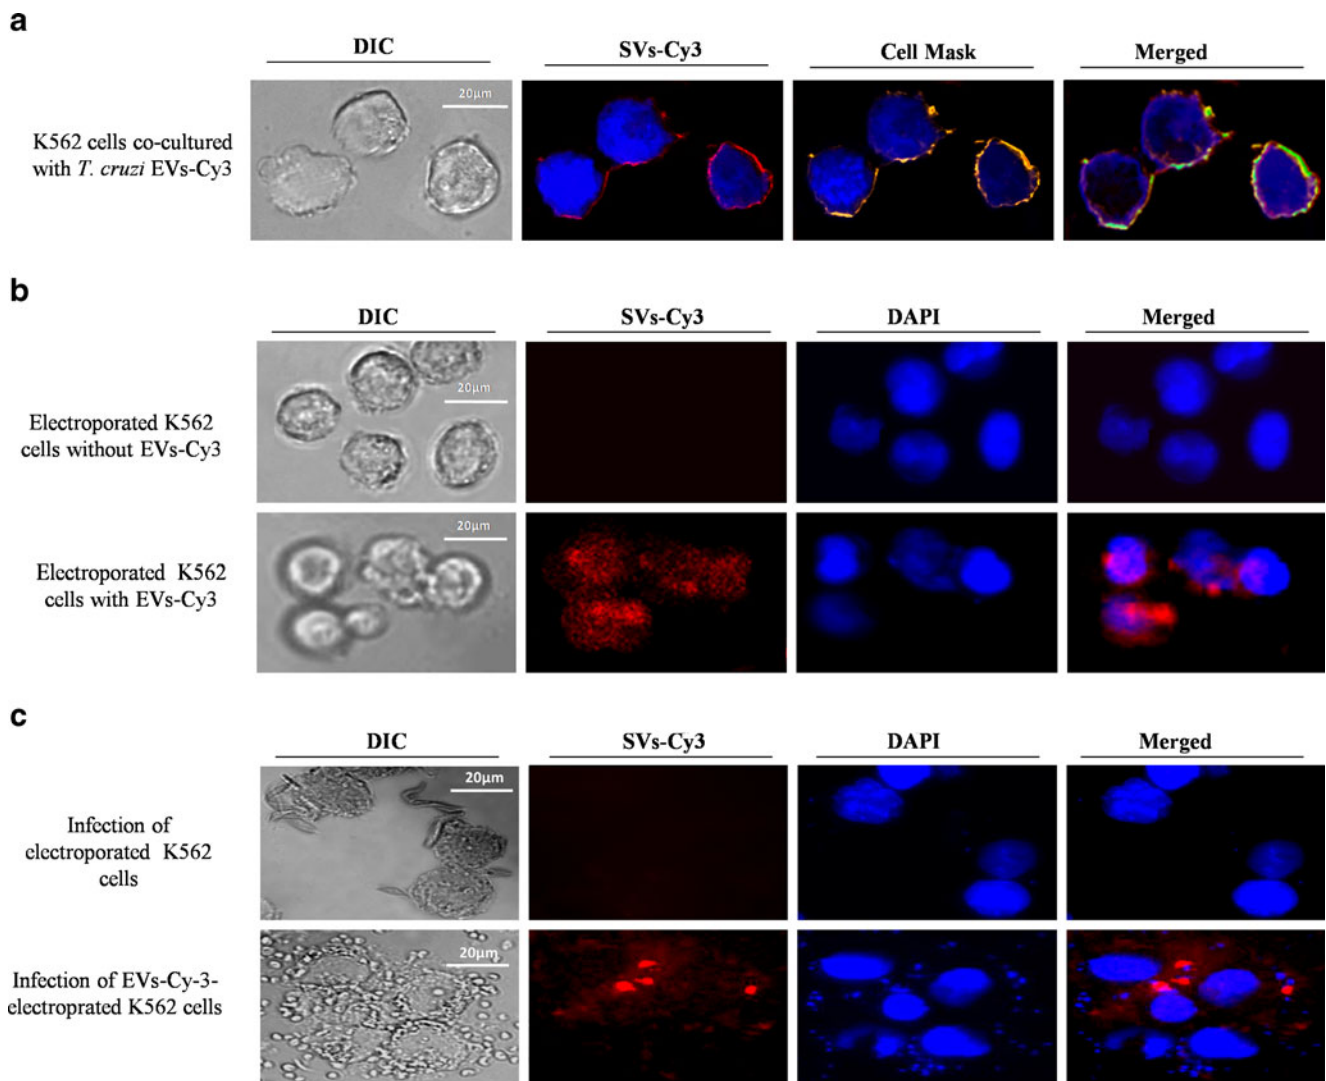 a
DIC
SVs-Cy3
Cell Mask
Merged
K562 cells co-cultured
with T. cruzi EVs-Cy3
20µm
b
DIC
SVs-Cy3
DAPI
Merged
Electroporated K562
cells without EVs-Cy3
20µm
Electroporated K562
cells with EVs-Cy3
20µm
c
DIC
SVs-Cy3
DAPI
Merged
Infection of
electroporated K562
cells
20µm
Infection of EVs-Cy-3-
electroprated K562 cells
20µm